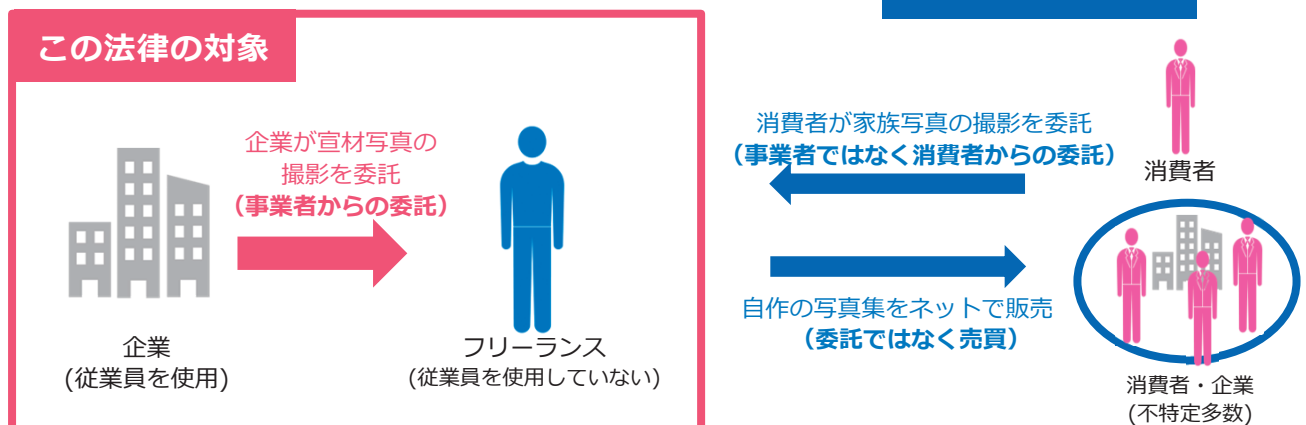 この法律の対象
企業が宣材写真の
撮影を委託
（事業者からの委託）
企業
(従業員を使用)
フリーランス
(従業員を使用していない)
消費者が家族写真の撮影を委託
（事業者ではなく消費者からの委託）
消費者
自作の写真集をネットで販売
（委託ではなく売買）
消費者・企業
(不特定多数)